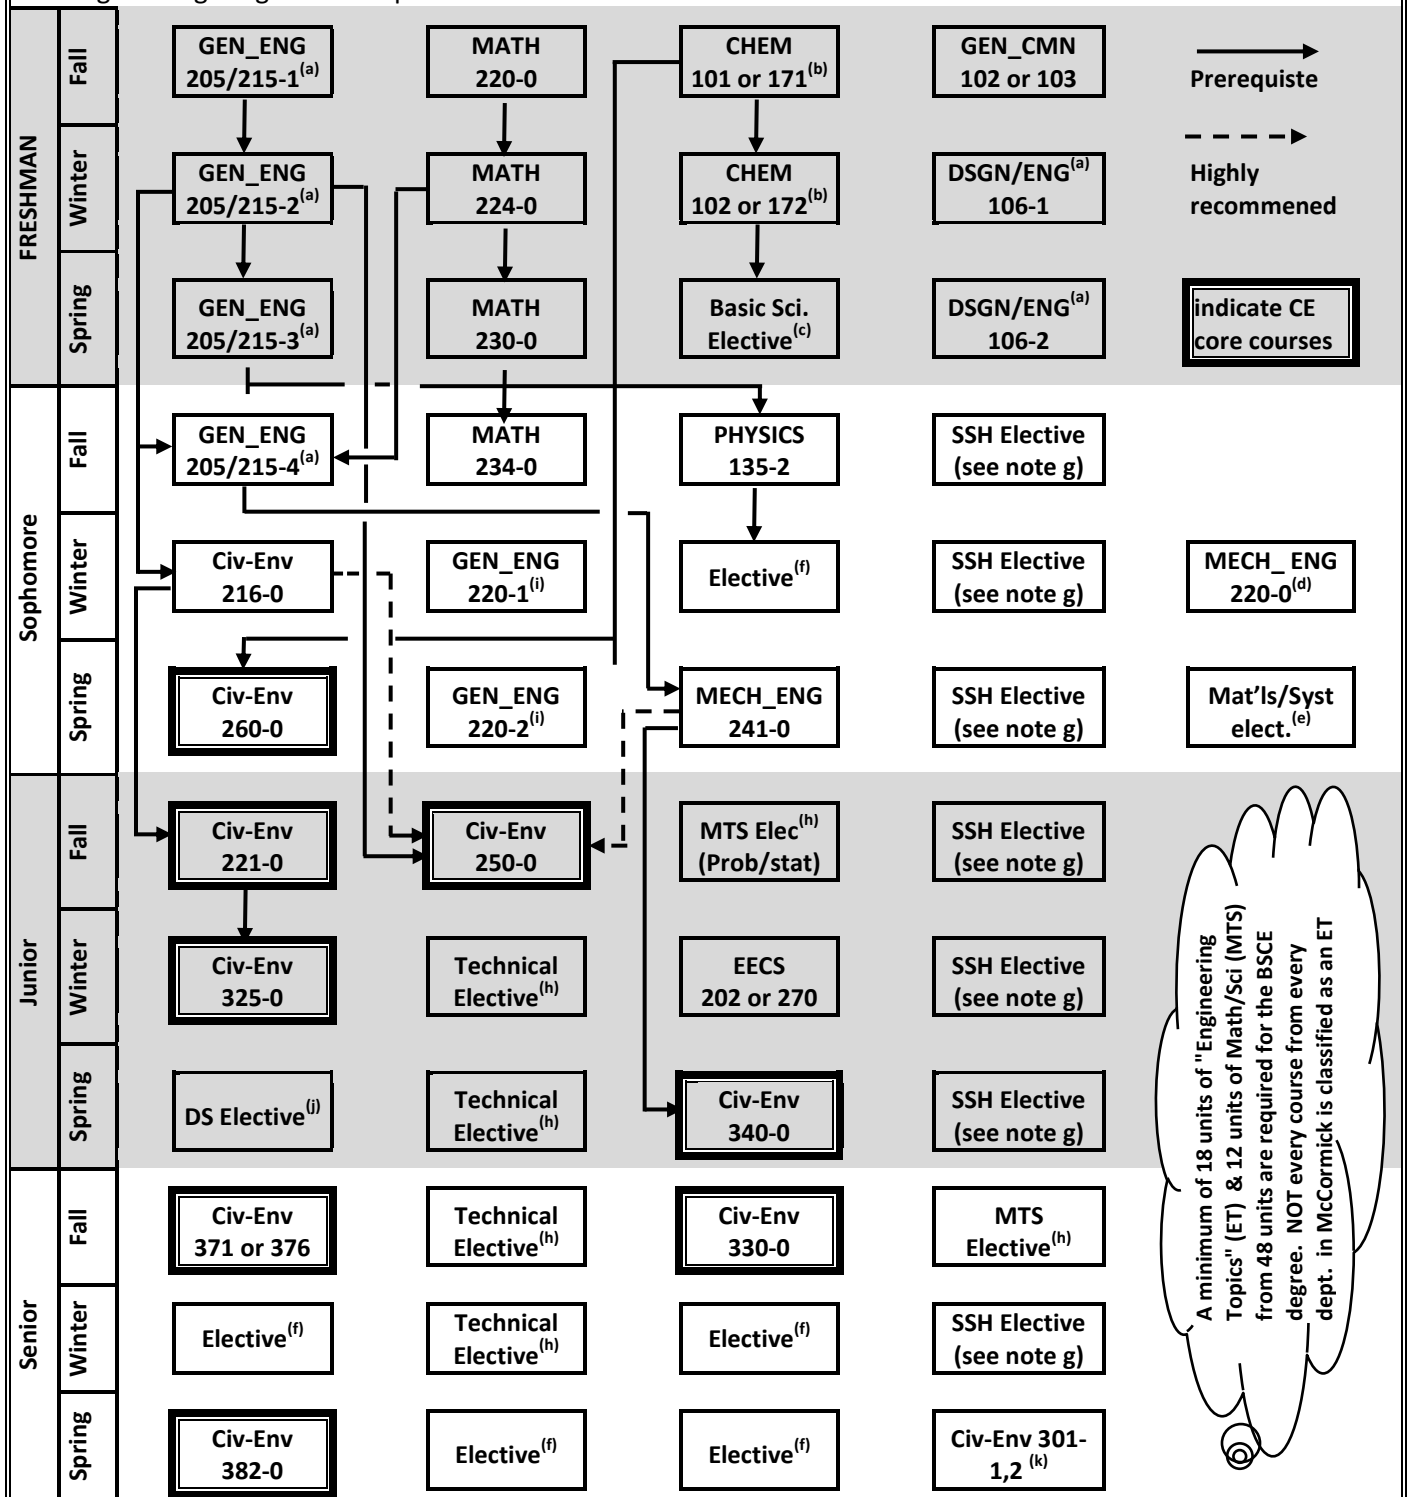 FRESHMAN
Fall
GEN_ENG
205/215-1(a)
MATH
220-0
CHEM
101 or 171(b)
GEN_CMN
102 or 103
Prerequiste
Winter
GEN_ENG
205/215-2(a)
MATH
224-0
CHEM
102 or 172(b)
DSGN/ENG(a)
106-1
Highly
recommened
Spring
GEN_ENG
205/215-3(a)
MATH
230-0
Basic Sci.
Elective(c)
DSGN/ENG(a)
106-2
indicate CE
core courses
Sophomore
Fall
GEN_ENG
205/215-4(a)
MATH
234-0
PHYSICS
135-2
SSH Elective
(see note g)
Winter
Civ-Env
216-0
GEN_ENG
220-1(i)
Elective(f)
SSH Elective
(see note g)
MECH_ ENG
220-0(d)
Spring
Civ-Env
260-0
GEN_ENG
220-2(i)
MECH_ENG
241-0
SSH Elective
(see note g)
Mat’ls/Syst
elect.(e)
Junior
Fall
Civ-Env
221-0
Civ-Env
250-0
MTS Elec(h)
(Prob/stat)
SSH Elective
(see note g)
Winter
Civ-Env
325-0
Technical
Elective(h)
EECS
202 or 270
SSH Elective
(see note g)
Spring
DS Elective(j)
Technical
Elective(h)
Civ-Env
340-0
SSH Elective
(see note g)
Senior
Fall
Civ-Env
371 or 376
Technical
Elective(h)
Civ-Env
330-0
MTS
Elective(h)
Winter
Elective(f)
Technical
Elective(h)
Elective(f)
SSH Elective
(see note g)
Spring
Civ-Env
382-0
Elective(f)
Elective(f)
Civ-Env 301-
1,2 (k)
A minimum of 18 units of "Engineering
Topics" (ET) & 12 units of Math/Sci (MTS)
from 48 units are required for the BSCE
degree. NOT every course from every
dept. in McCormick is classified as an ET